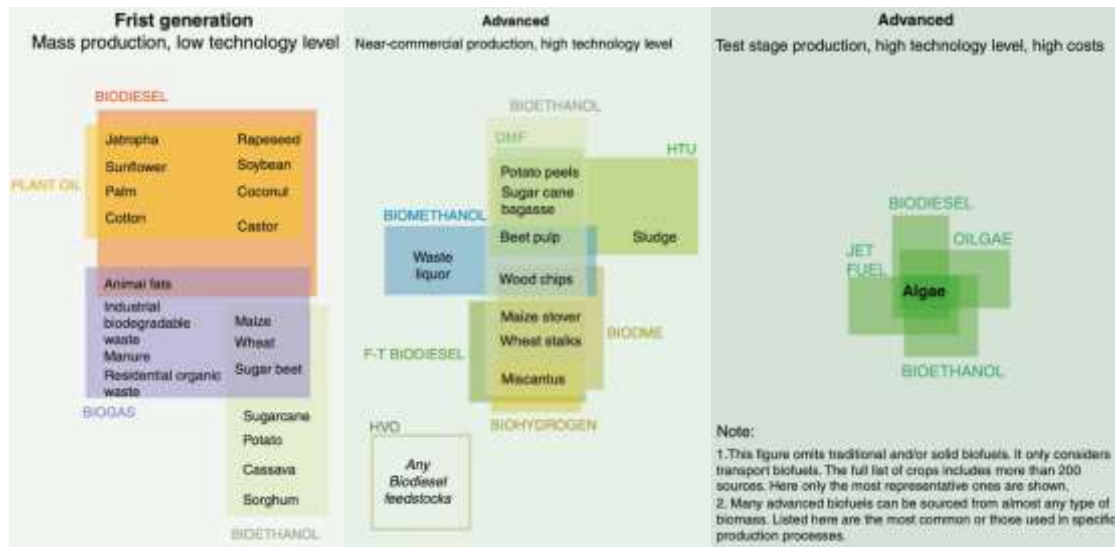 Frist generation
Mass production, low technology level
BIODIESEL
Jatropha
Rapeseed
Sunflower
Soybean
PLANT OIL
Palm
Coconut
Cotton
Castor
Animal fats
Industrial
biodegradable
waste
Maize
Wheat
Manure
Residential organic
waste
Sugar beet
BIOGAS
Sugarcane
Potato
Cassava
Sorghum
BIOETHANOL
Advanced
Near-commercial production, high technology level
BIOETHANOL
DMF
HTU
Potato peels
Sugar cane
bagasse
BIOMETHANOL
Beet pulp
Sludge
Waste
liquor
Wood chips
Maize stover
BIODME
Wheat stalks
F-T BIODIESEL
Miscantus
BIOHYDROGEN
HVO
Any
Biodiesel
feedstocks
Advanced
Test stage production, high technology level, high costs
BIODIESEL
OILGAE
JET
FUEL
Algae
BIOETHANOL
Note:
1.This figure omits traditional and/or solid biofuels. It only considers
transport biofuels. The full list of crops includes more than 200
sources. Here only the most representative ones are shown.
2. Many advanced biofuels can be sourced from almost any type of
biomass. Listed here are the most common or those used in specific
production processes.